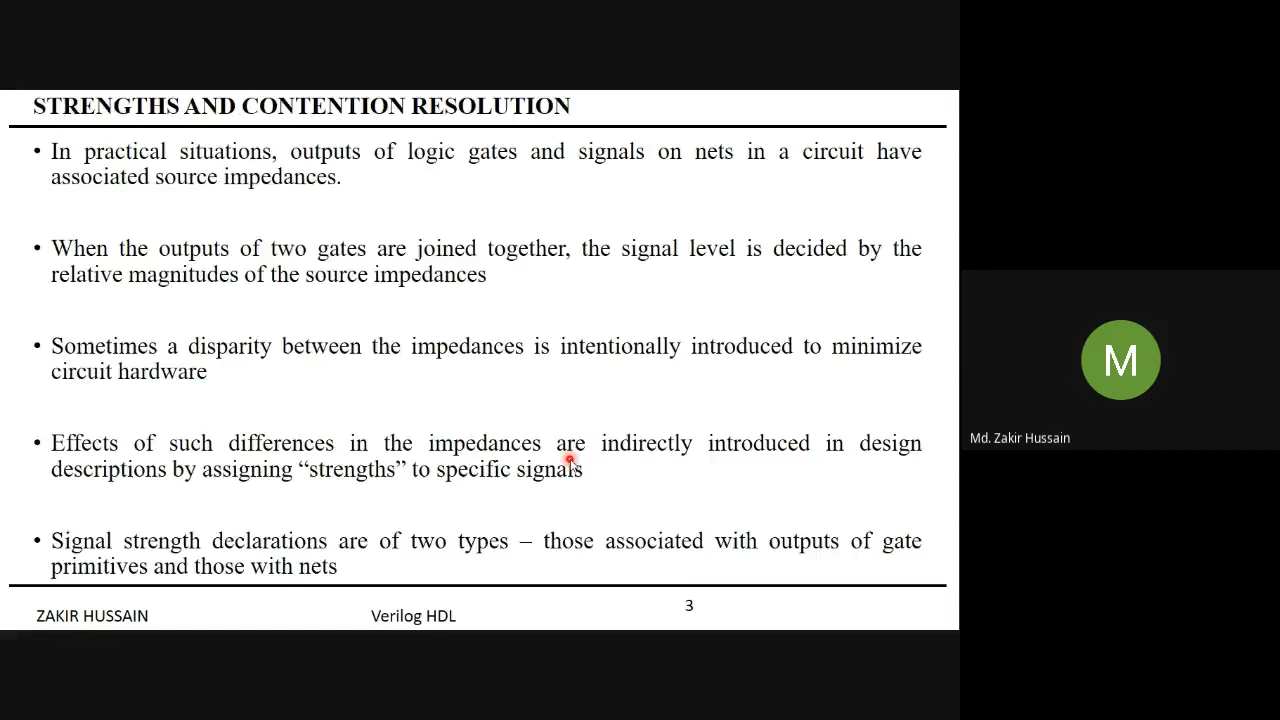 STRENGTHS AND CONTENTION RESOLUTION
• In practical situations, outputs of logic gates and signals on nets in a circuit have
associated source impedances.
• When the outputs of two gates are joined together, the signal level is decided by the
relative magnitudes of the source impedances
• Sometimes a disparity between the impedances is intentionally introduced to minimize
circuit hardware
• Effects of such differences in the impedances are indirectly introduced in design
descriptions by assigning “strengths” to specific signals
• Signal strength declarations are of two types – those associated with outputs of gate
primitives and those with nets
ZAKIR HUSSAIN
Verilog HDL
3
M
Md. Zakir Hussain